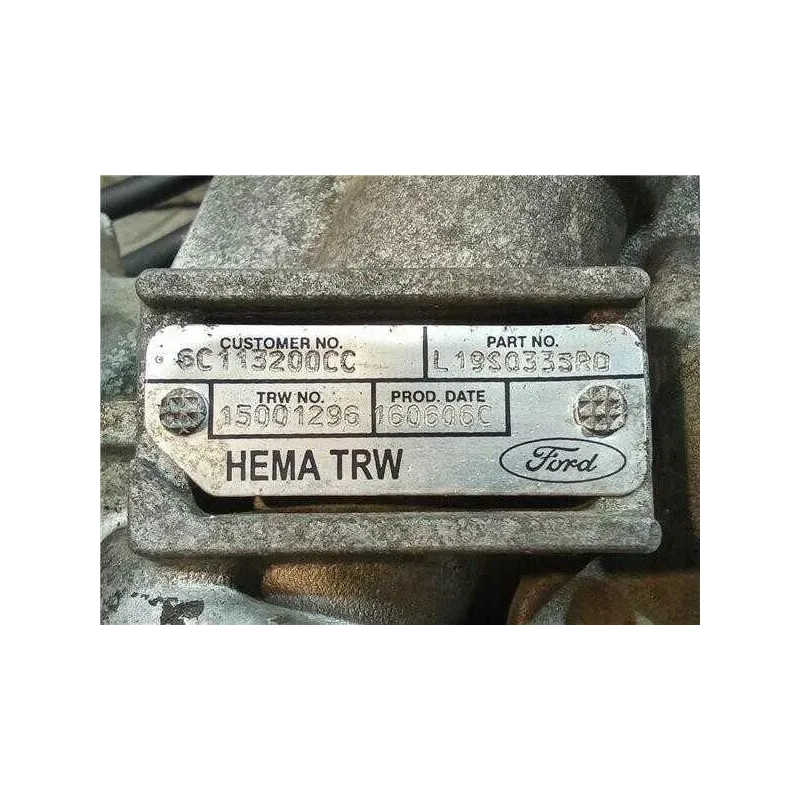 CUSTOMER NO. PART NO.
6C113200CC L19S0335RD
TRW NO. PROD. DATE
15001296 160606C
HEMA TRW Ford